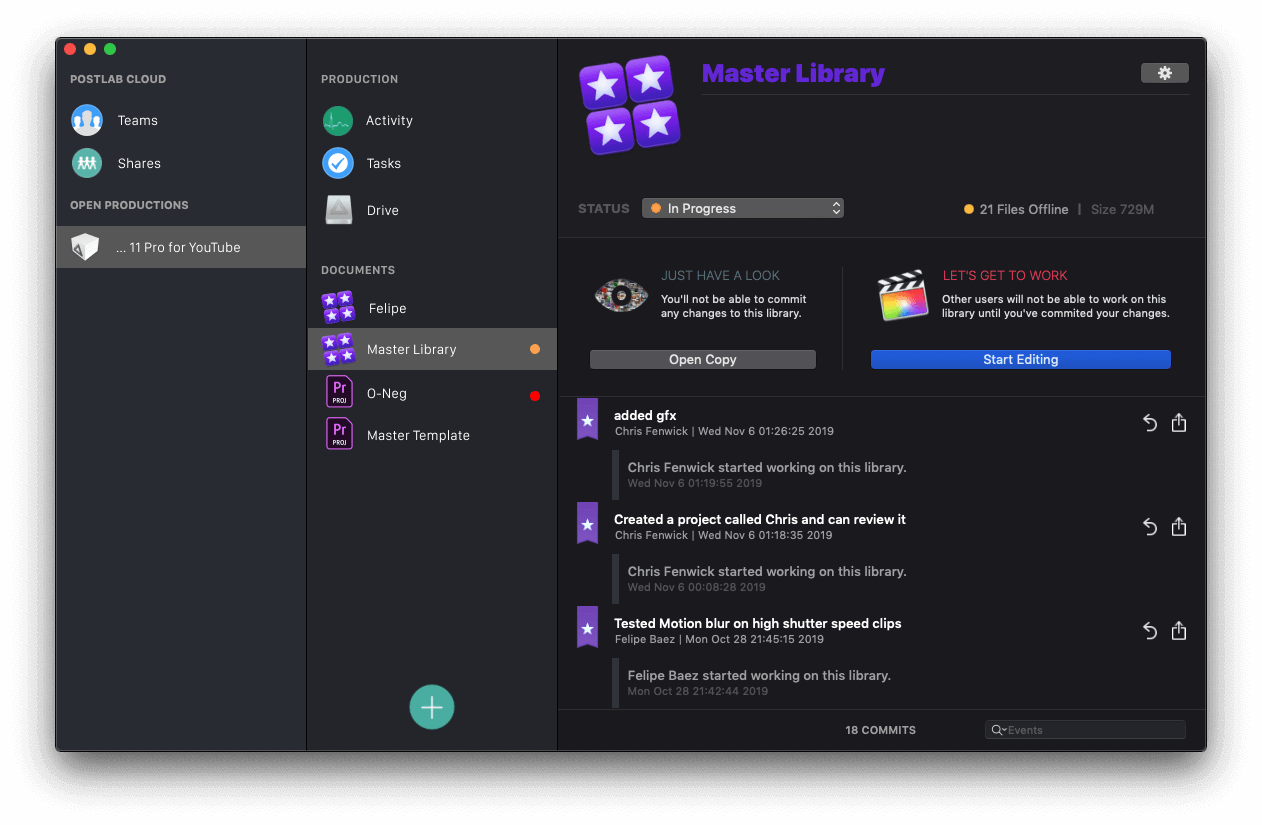 POSTLAB CLOUD
Teams
Shares
OPEN PRODUCTIONS
... 11 Pro for YouTube
PRODUCTION
Activity
Tasks
Drive
DOCUMENTS
Felipe
Master Library
Pr
PROJ
O-Neg
Pr
PROJ
Master Template
Master Library
STATUS
In Progress
21 Files Offline | Size 729M
JUST HAVE A LOOK
You'll not be able to commit
any changes to this library.
Open Copy
LET'S GET TO WORK
Other users will not be able to work on this
library until you've commited your changes.
Start Editing
added gfx
Chris Fenwick | Wed Nov 6 01:26:25 2019
Chris Fenwick started working on this library.
Wed Nov 6 01:19:55 2019
Created a project called Chris and can review it
Chris Fenwick | Wed Nov 6 01:18:35 2019
Chris Fenwick started working on this library.
Wed Nov 6 00:08:28 2019
Tested Motion blur on high shutter speed clips
Felipe Baez | Mon Oct 28 21:45:15 2019
Felipe Baez started working on this library.
Mon Oct 28 21:42:44 2019
18 COMMITS
Events